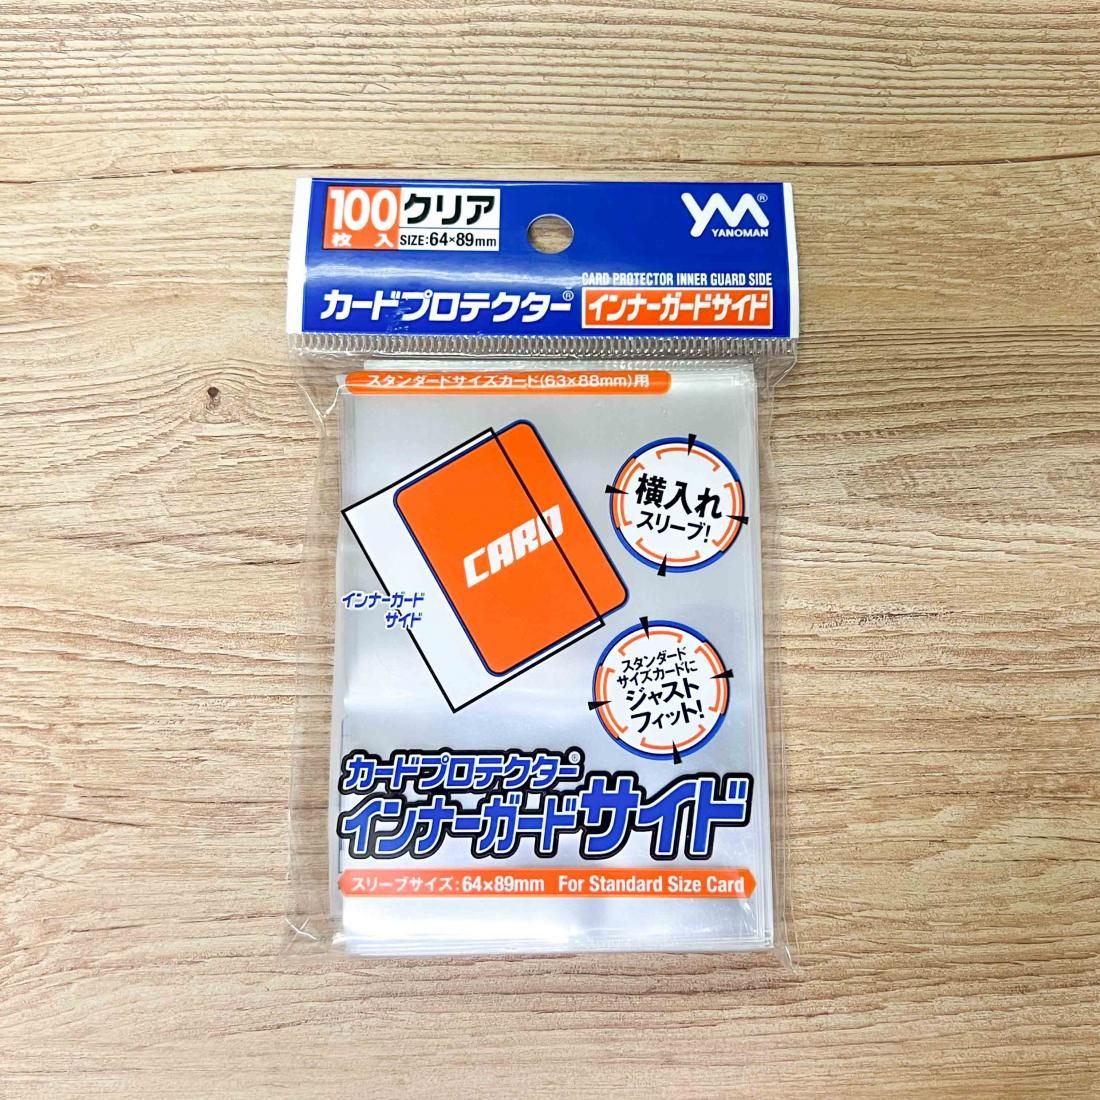 100
枚入
クリア
SIZE:64×89mm
YM®
YANOMAN
CARD PROTECTOR INNER GUARD SIDE
カードプロテクター®
インナーガードサイド
スタンダードサイズカード(63×88mm)用
CARD
横入れ
スリーブ!
インナーガード
サイド
スタンダード
サイズカードに
ジャスト
フィット!
カードプロテクター®
インナーガードサイド
スリーブサイズ:64×89mm For Standard Size Card